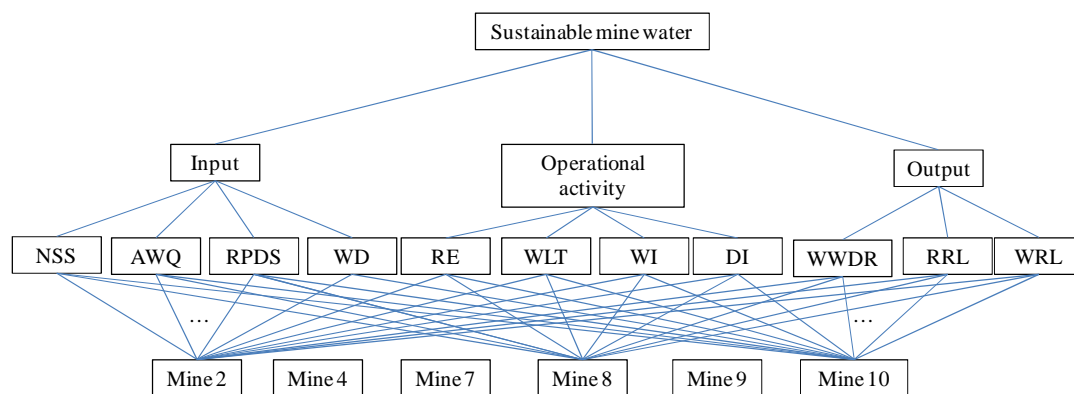 Sustainable mine water
Input
Operational
activity
Output
NSS
AWQ
RPDS
WD
RE
WLT
WI
DI
WWDR
RRL
WRL
…
…
Mine 2
Mine 4
Mine 7
Mine 8
Mine 9
Mine 10